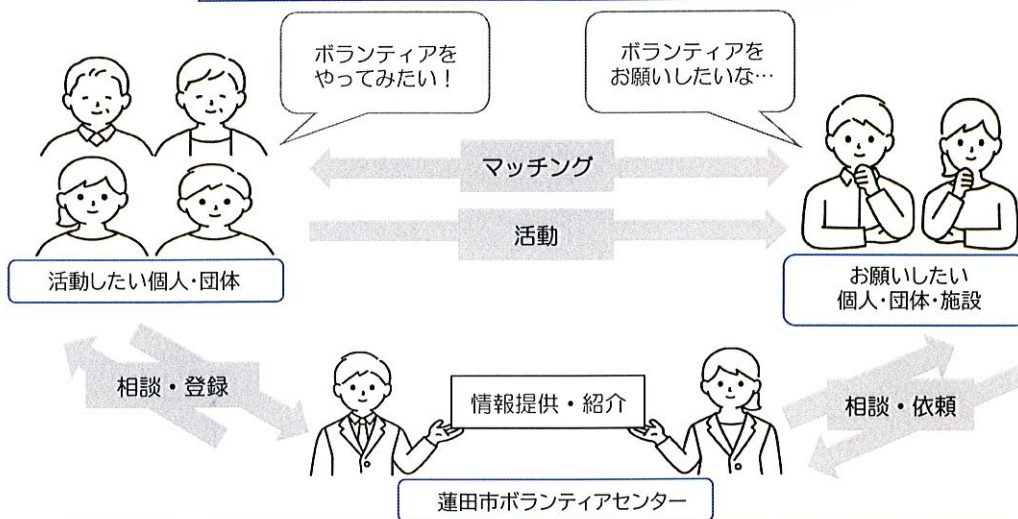 ボランティアを
やってみたい！
ボランティアを
お願いしたいな…
マッチング
活動
活動したい個人・団体
お願いしたい
個人・団体・施設
相談・登録
情報提供・紹介
相談・依頼
蓮田市ボランティアセンター